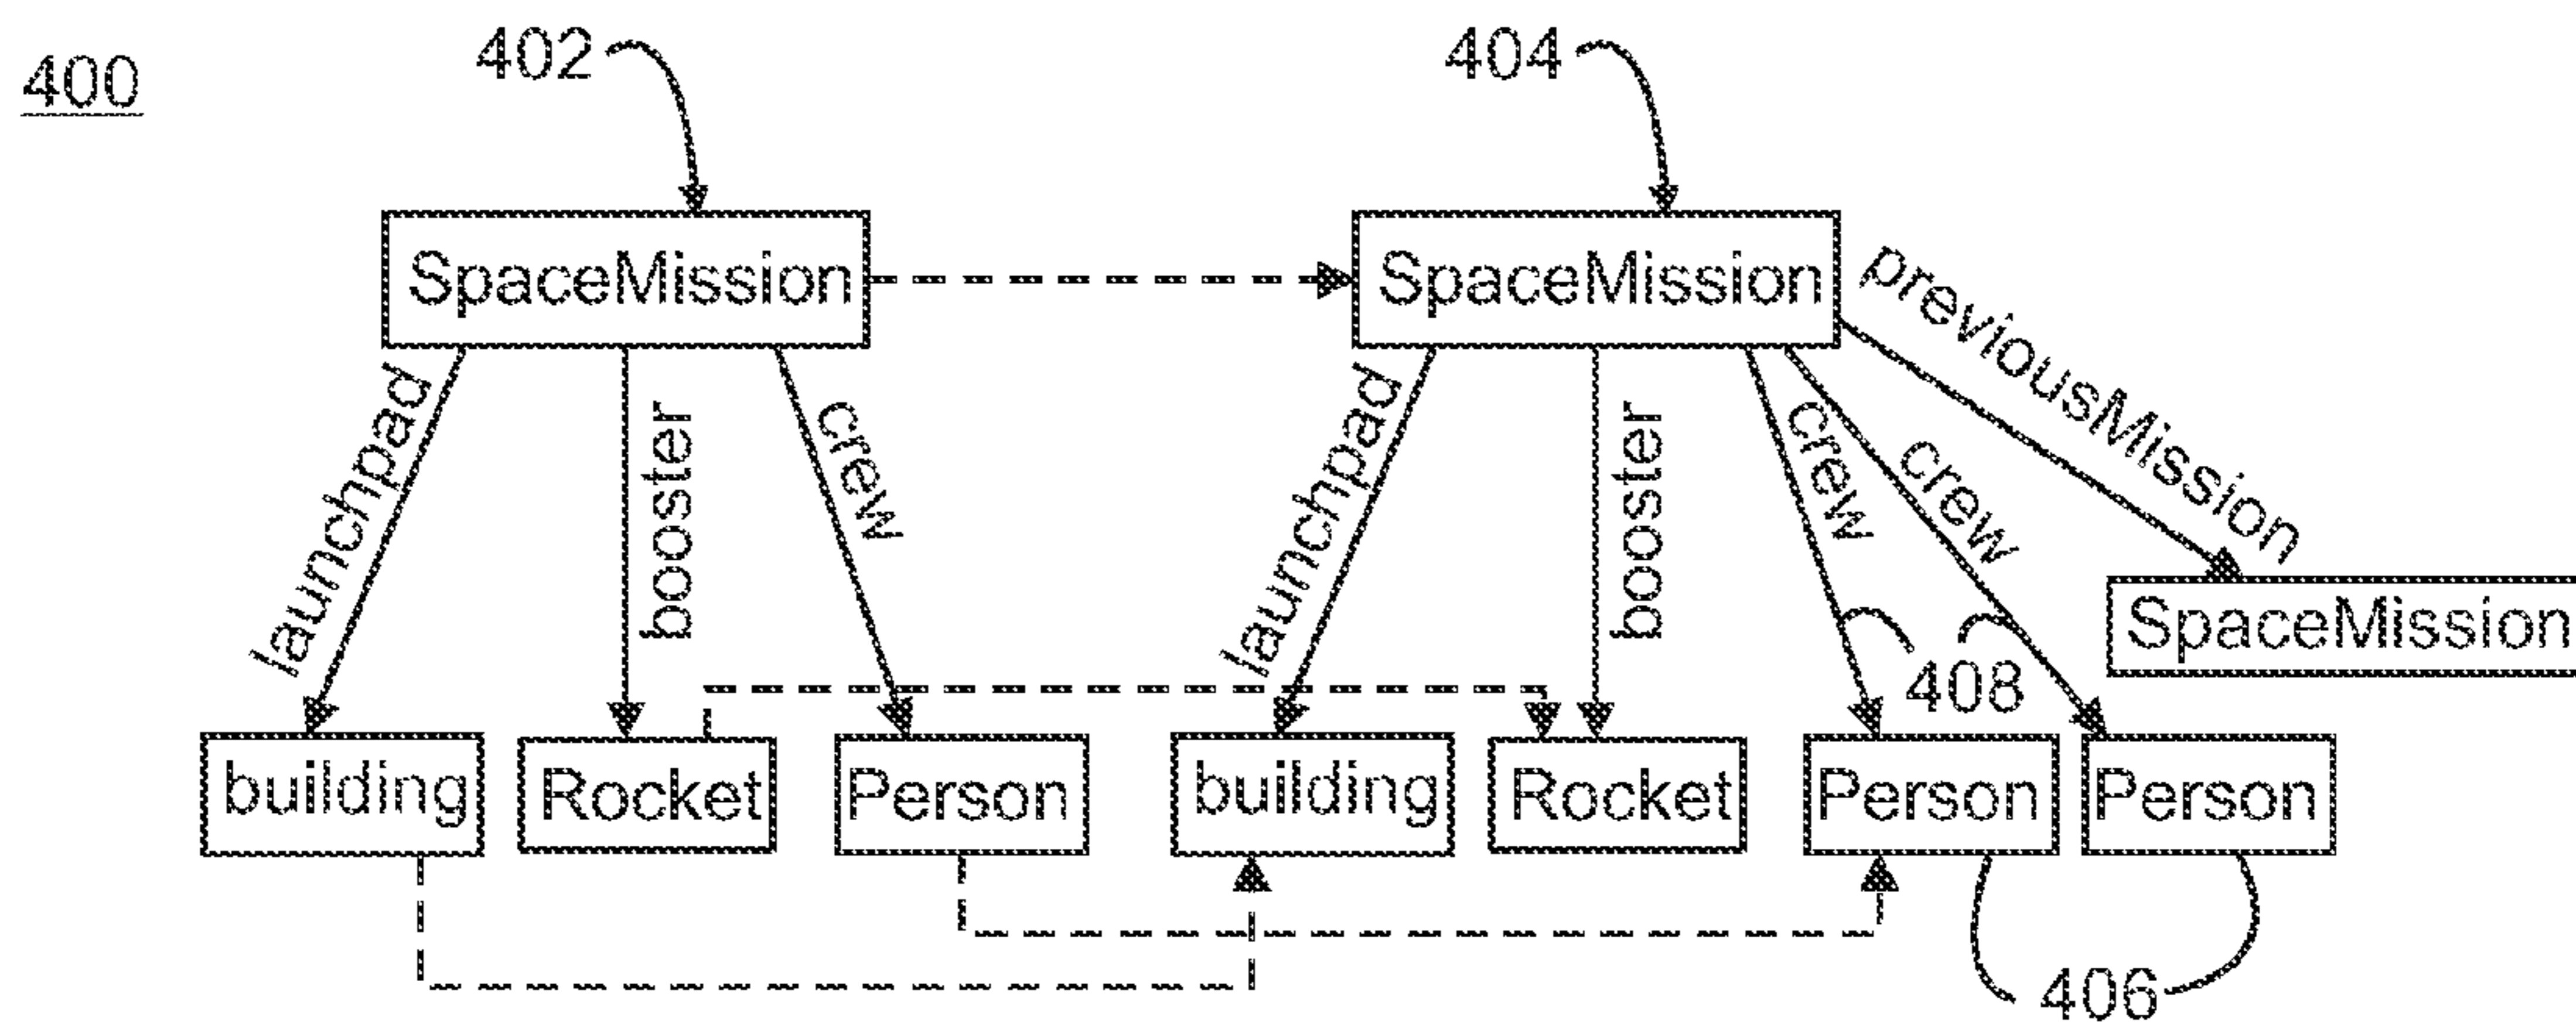 400
402
404
SpaceMission
SpaceMission
launchpad
booster
crew
launchpad
booster
crew
crew
previousMission
SpaceMission
408
building
Rocket
Person
building
Rocket
Person
Person
406